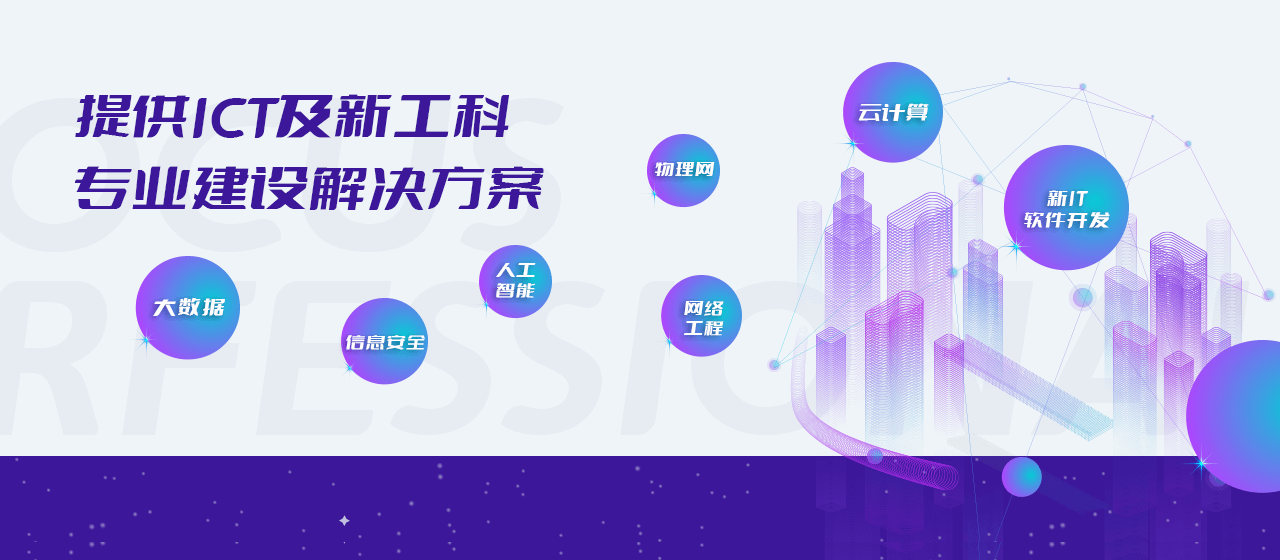 提供ICT及新工科
专业建设解决方案
云计算
物理网
新IT
软件开发
人工
智能
大数据
信息安全
网络
工程
OCUS
RFESSIONA